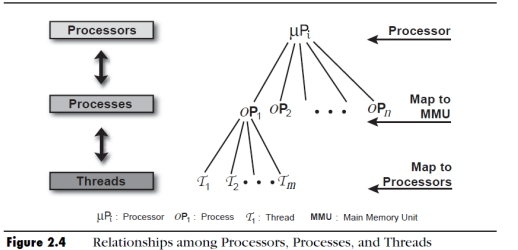 Processors
μPi
Processor
Processes
OP1 OP2 • • • OPn
Map to
MMU
Threads
T1 T2 • • • Tm
Map to
Processors
μPi : Processor OP1 : Process T1 : Thread MMU : Main Memory Unit
Figure 2.4 Relationships among Processors, Processes, and Threads